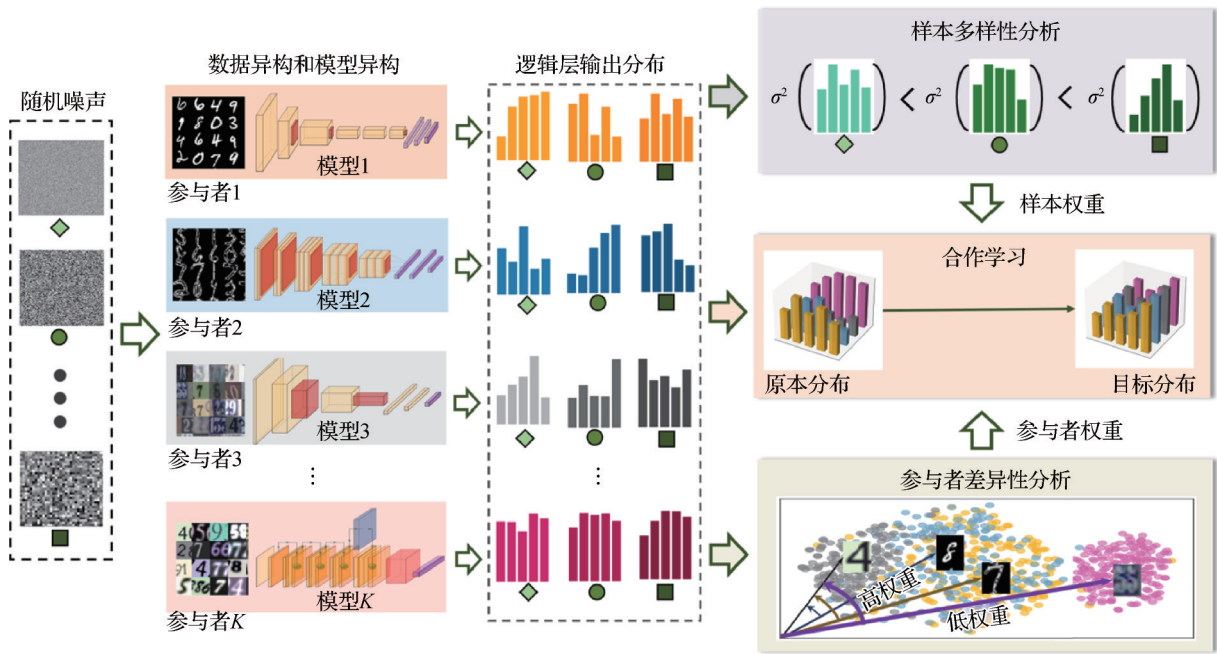 随机噪声
数据异构和模型异构
模型1
参与者1
模型2
参与者2
模型3
参与者3
⋮
模型K
参与者K
逻辑层输出分布
⋮
样本多样性分析
σ² ( ) < σ² ( ) < σ² ( )
样本权重
合作学习
原本分布
目标分布
参与者权重
参与者差异性分析
4
8
7
高权重
低权重